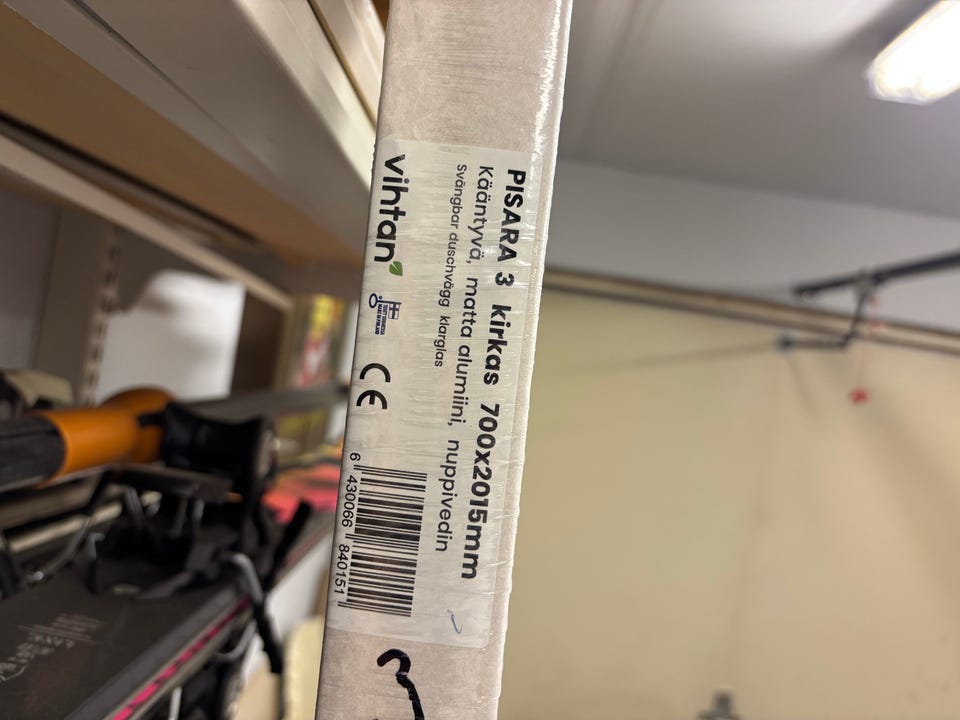 PISARA 3 kirkas 700x2015mm
Kääntyvä, matta alumiini, nuppivedin
Svängbar duschvägg klarglas
vihtan
CE
6 430066 840151